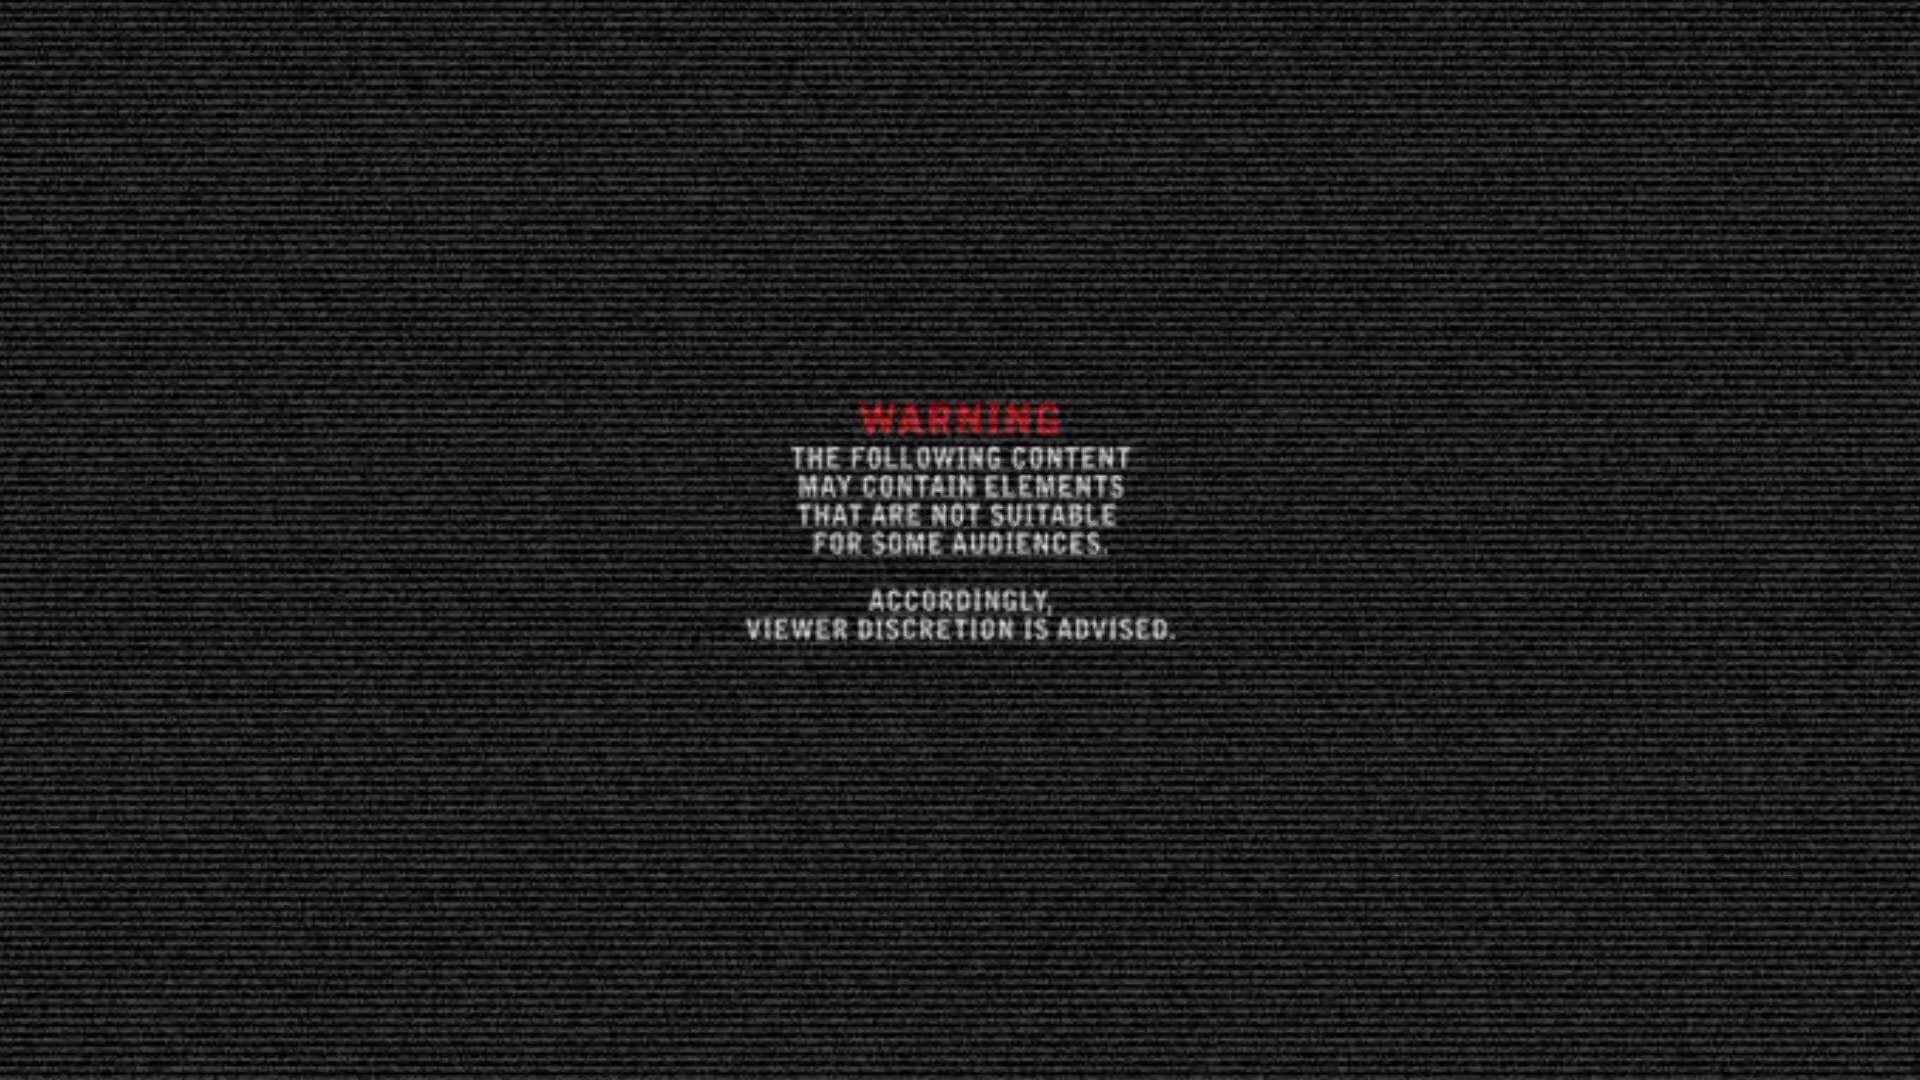 WARNING
THE FOLLOWING CONTENT
MAY CONTAIN ELEMENTS
THAT ARE NOT SUITABLE
FOR SOME AUDIENCES.
ACCORDINGLY,
VIEWER DISCRETION IS ADVISED.